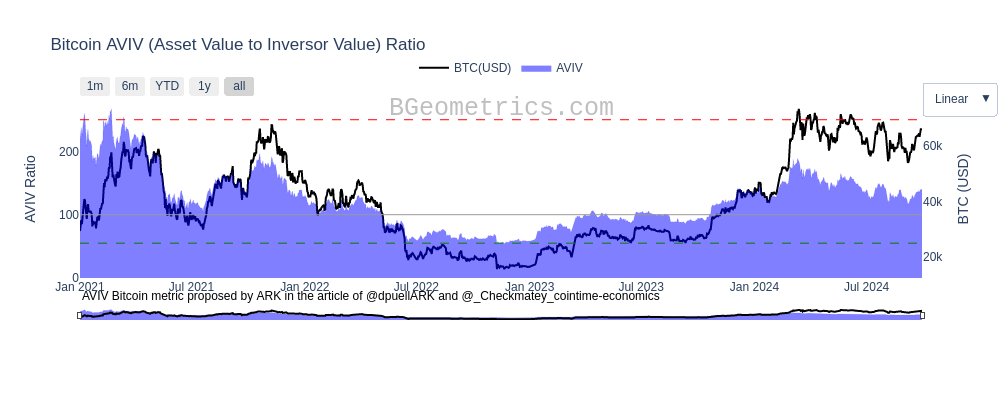 Bitcoin AVIV (Asset Value to Inversor Value) Ratio
BTC(USD) AVIV
1m 6m YTD 1y all
Linear ▼
BGeometrics.com
AVIV Ratio
200
100
0
BTC (USD)
60k
40k
20k
Jan 2021 Jul 2021 Jan 2022 Jul 2022 Jan 2023 Jul 2023 Jan 2024 Jul 2024
AVIV Bitcoin metric proposed by ARK in the article of @dpuellARK and @_Checkmatey_cointime-economics